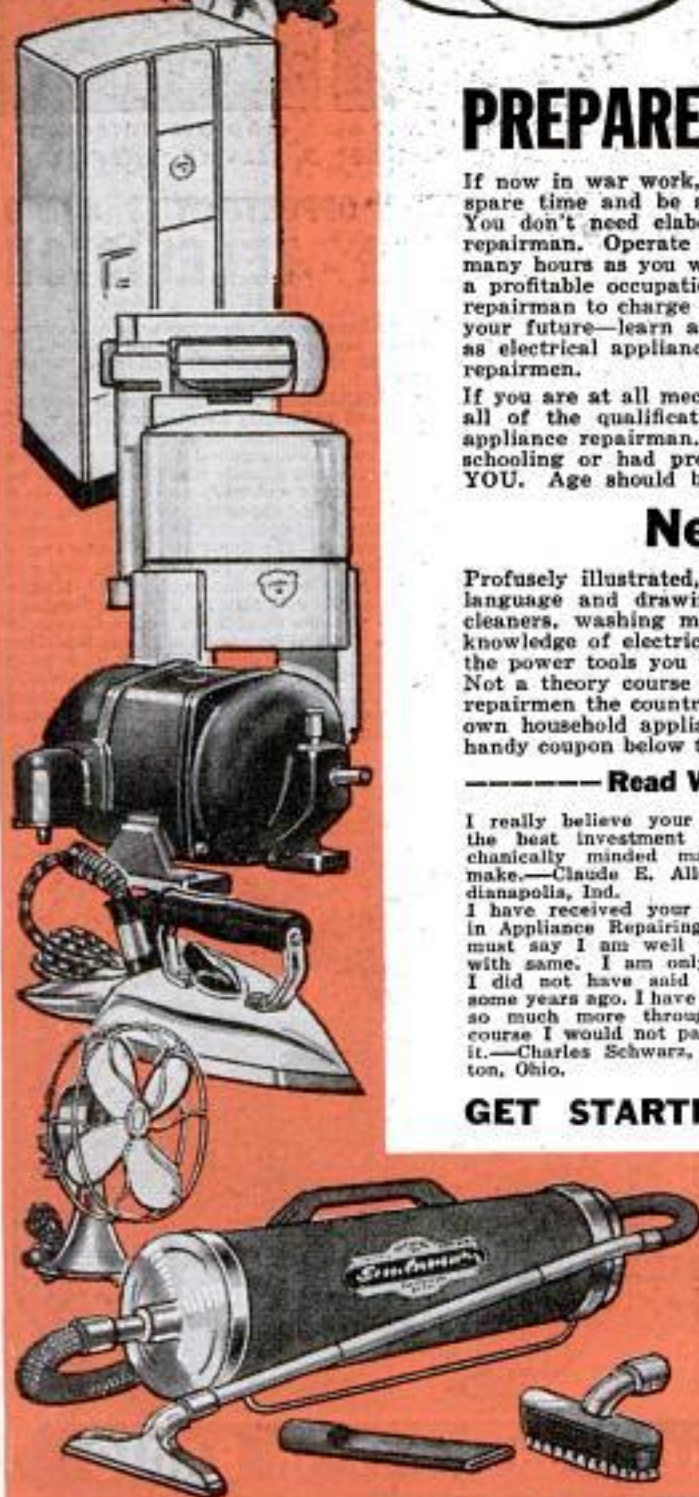 PREPARE
If now in war work,
spare time and be s
You don't need elab
repairman. Operate
many hours as you w
a profitable occupati
repairman to charge
your future—learn a
as electrical applianc
repairmen.
If you are at all mec
all of the qualificat
appliance repairman.
schooling or had pre
YOU. Age should b
Ne
Profusely illustrated,
language and drawi
cleaners, washing m
knowledge of electric
the power tools you
Not a theory course
repairmen the countr
own household applia
handy coupon below t
——————Read W
I really believe your
the best investment
chanically minded ma
make.—Claude E. All
dianapolis, Ind.
I have received your
in Appliance Repairing
must say I am well
with same. I am onl
I did not have said
some years ago. I have
so much more throug
course I would not pa
it.—Charles Schwarz,
ton, Ohio.
GET STARTE